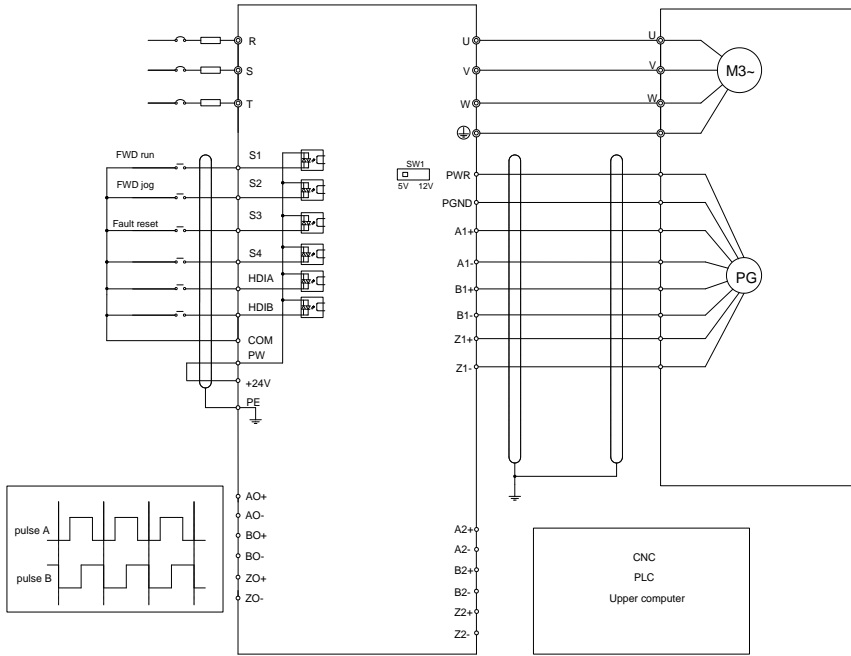 R
S
T
FWD run
FWD jog
Fault reset
S1
S2
S3
S4
HDIA
HDIB
COM
PW
+24V
PE
SW1
5V 12V
U
V
W
U
V
W
M3~
PWR
PGND
A1+
A1-
B1+
B1-
Z1+
Z1-
PG
pulse A
pulse B
AO+
AO-
BO+
BO-
ZO+
ZO-
A2+
A2-
B2+
B2-
Z2+
Z2-
CNC
PLC
Upper computer